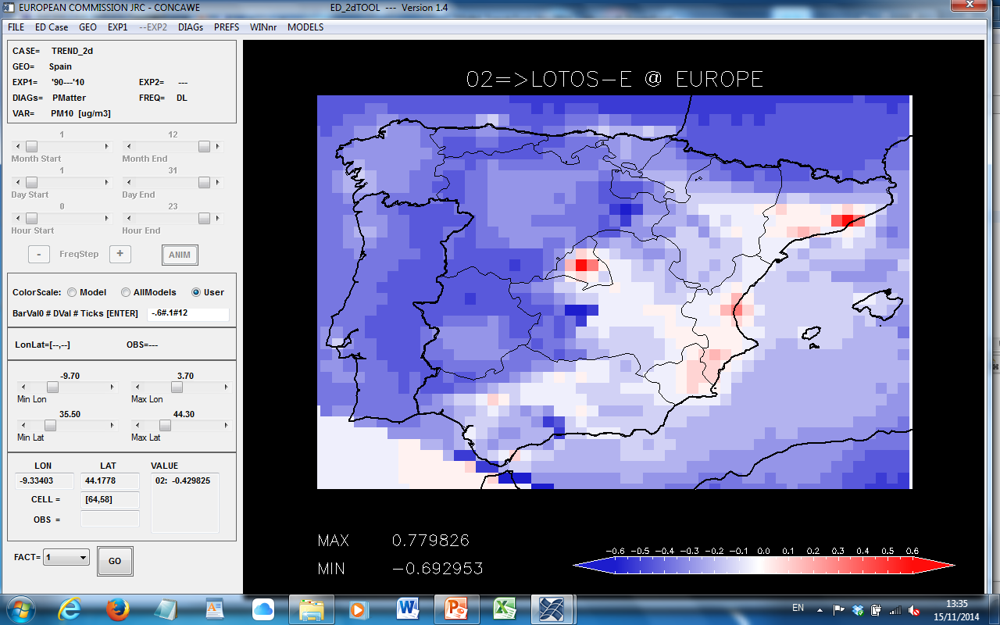 EUROPEAN COMMISSION JRC - CONCAWE
ED_2dTOOL --- Version 1.4
FILE ED Case GEO EXP1 --EXP2 DIAGs PREFS WINnr MODELS
CASE= TREND_2d
GEO= Spain
EXP1= '90---'10 EXP2= ---
DIAGs= PMatter FREQ= DL
VAR= PM10 [ug/m3]
1 12
Month Start Month End
1 31
Day Start Day End
0 23
Hour Start Hour End
- FreqStep + ANIM
ColorScale: Model AllModels User
BarVal0 # DVal # Ticks [ENTER] -.6#.1#12
LonLat=[--,--] OBS=---
-9.70 3.70
Min Lon Max Lon
35.50 44.30
Min Lat Max Lat
LON LAT VALUE
-9.33403 44.1778 02: -0.429825
CELL = [64,58]
OBS =
FACT= 1 GO
02=>LOTOS-E @ EUROPE
MAX 0.779826
MIN -0.692953
-0.6 -0.5 -0.4 -0.3 -0.2 -0.1 0.0 0.1 0.2 0.3 0.4 0.5 0.6
EN
13:35
15/11/2014